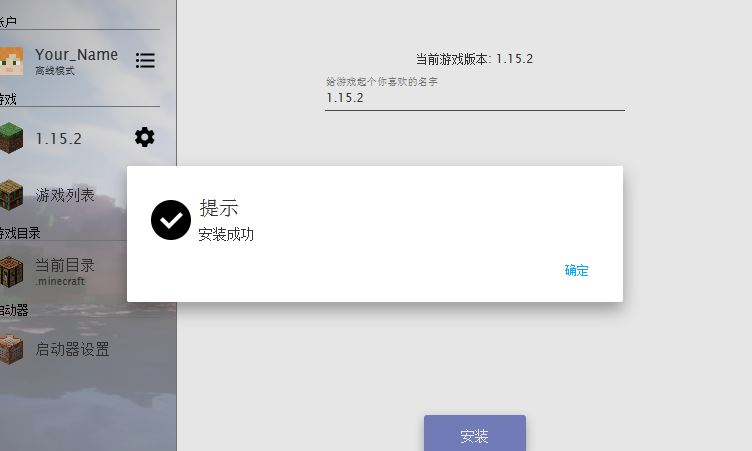 账户
Your_Name
离线模式
游戏
1.15.2
游戏列表
游戏目录
当前目录
.minecraft
启动器
启动器设置
当前游戏版本: 1.15.2
给游戏起个你喜欢的名字
1.15.2
提示
安装成功
确定
安装